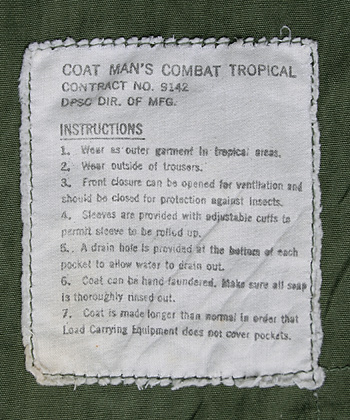 COAT MAN'S COMBAT TROPICAL
CONTRACT NO. 9142
DPSC DIR. OF MFG.
INSTRUCTIONS
1. Wear as outer garment in tropical areas.
2. Wear outside of trousers.
3. Front closure can be opened for ventilation and
should be closed for protection against insects.
4. Sleeves are provided with adjustable cuffs to
permit sleeve to be rolled up.
5. A drain hole is provided at the bottom of each
pocket to allow water to drain out.
6. Coat can be hand laundered. Make sure all soap
is thoroughly rinsed out.
7. Coat is made longer than normal in order that
Load Carrying Equipment does not cover pockets.